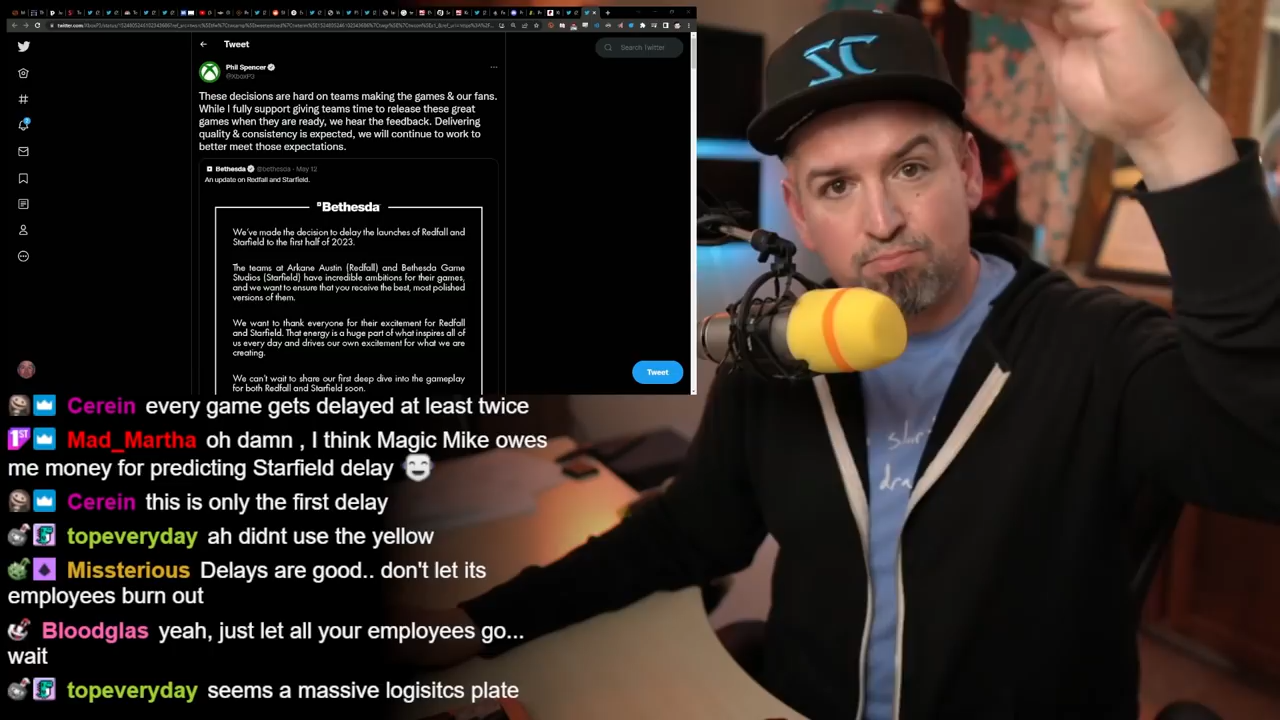 Tweet
Search Twitter
Phil Spencer
@XboxP3
These decisions are hard on teams making the games & our fans.
While I fully support giving teams time to release these great
games when they are ready, we hear the feedback. Delivering
quality & consistency is expected, we will continue to work to
better meet those expectations.
Bethesda @bethesda · May 12
An update on Redfall and Starfield.
Bethesda
We've made the decision to delay the launches of Redfall and
Starfield to the first half of 2023.
The teams at Arkane Austin (Redfall) and Bethesda Game
Studios (Starfield) have incredible ambitions for their games,
and we want to ensure that you receive the best, most polished
versions of them.
We want to thank everyone for their excitement for Redfall
and Starfield. That energy is a huge part of what inspires all of
us every day and drives our own excitement for what we are
creating.
We can't wait to share our first deep dive into the gameplay
for both Redfall and Starfield soon.
Tweet
Cerein every game gets delayed at least twice
1ST Mad_Martha oh damn , I think Magic Mike owes
me money for predicting Starfield delay
Cerein this is only the first delay
topeveryday ah didnt use the yellow
Missterious Delays are good.. don't let its
employees burn out
Bloodglas yeah, just let all your employees go...
wait
topeveryday seems a massive logisitcs plate
SC